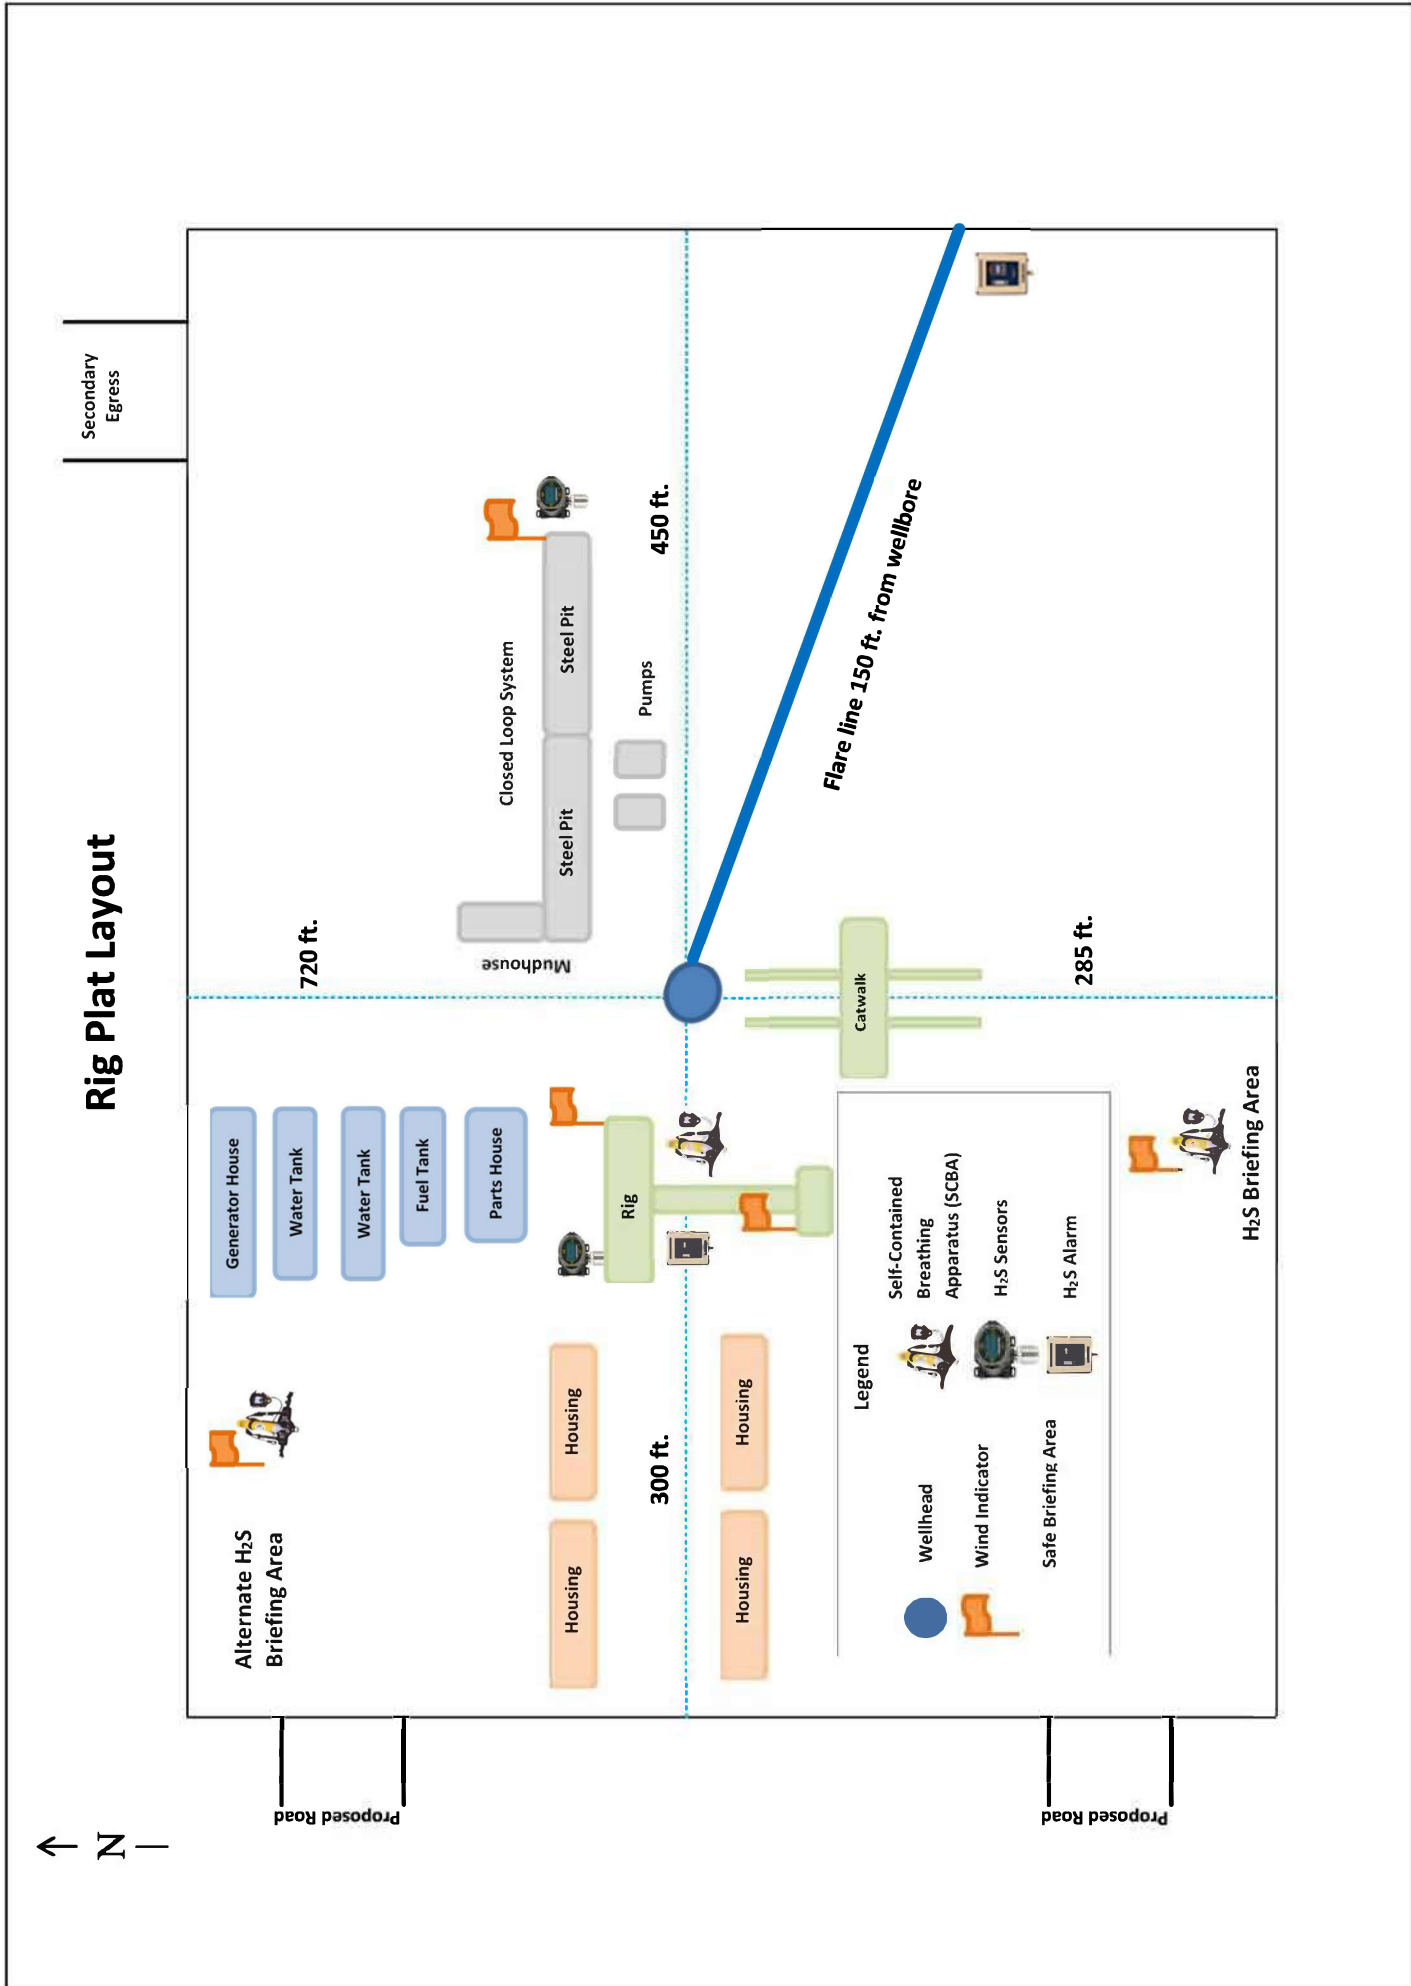 Rig Plat Layout
N
Secondary
Egress
720 ft.
450 ft.
300 ft.
285 ft.
Proposed Road
Proposed Road
Alternate H₂S
Briefing Area
Generator House
Water Tank
Water Tank
Fuel Tank
Parts House
Mudhouse
Closed Loop System
Steel Pit
Steel Pit
Pumps
Housing
Housing
Housing
Housing
Rig
Catwalk
Flare line 150 ft. from wellbore
Legend
Wellhead
Wind Indicator
Safe Briefing Area
Self-Contained
Breathing
Apparatus (SCBA)
H₂S Sensors
H₂S Alarm
H₂S Briefing Area